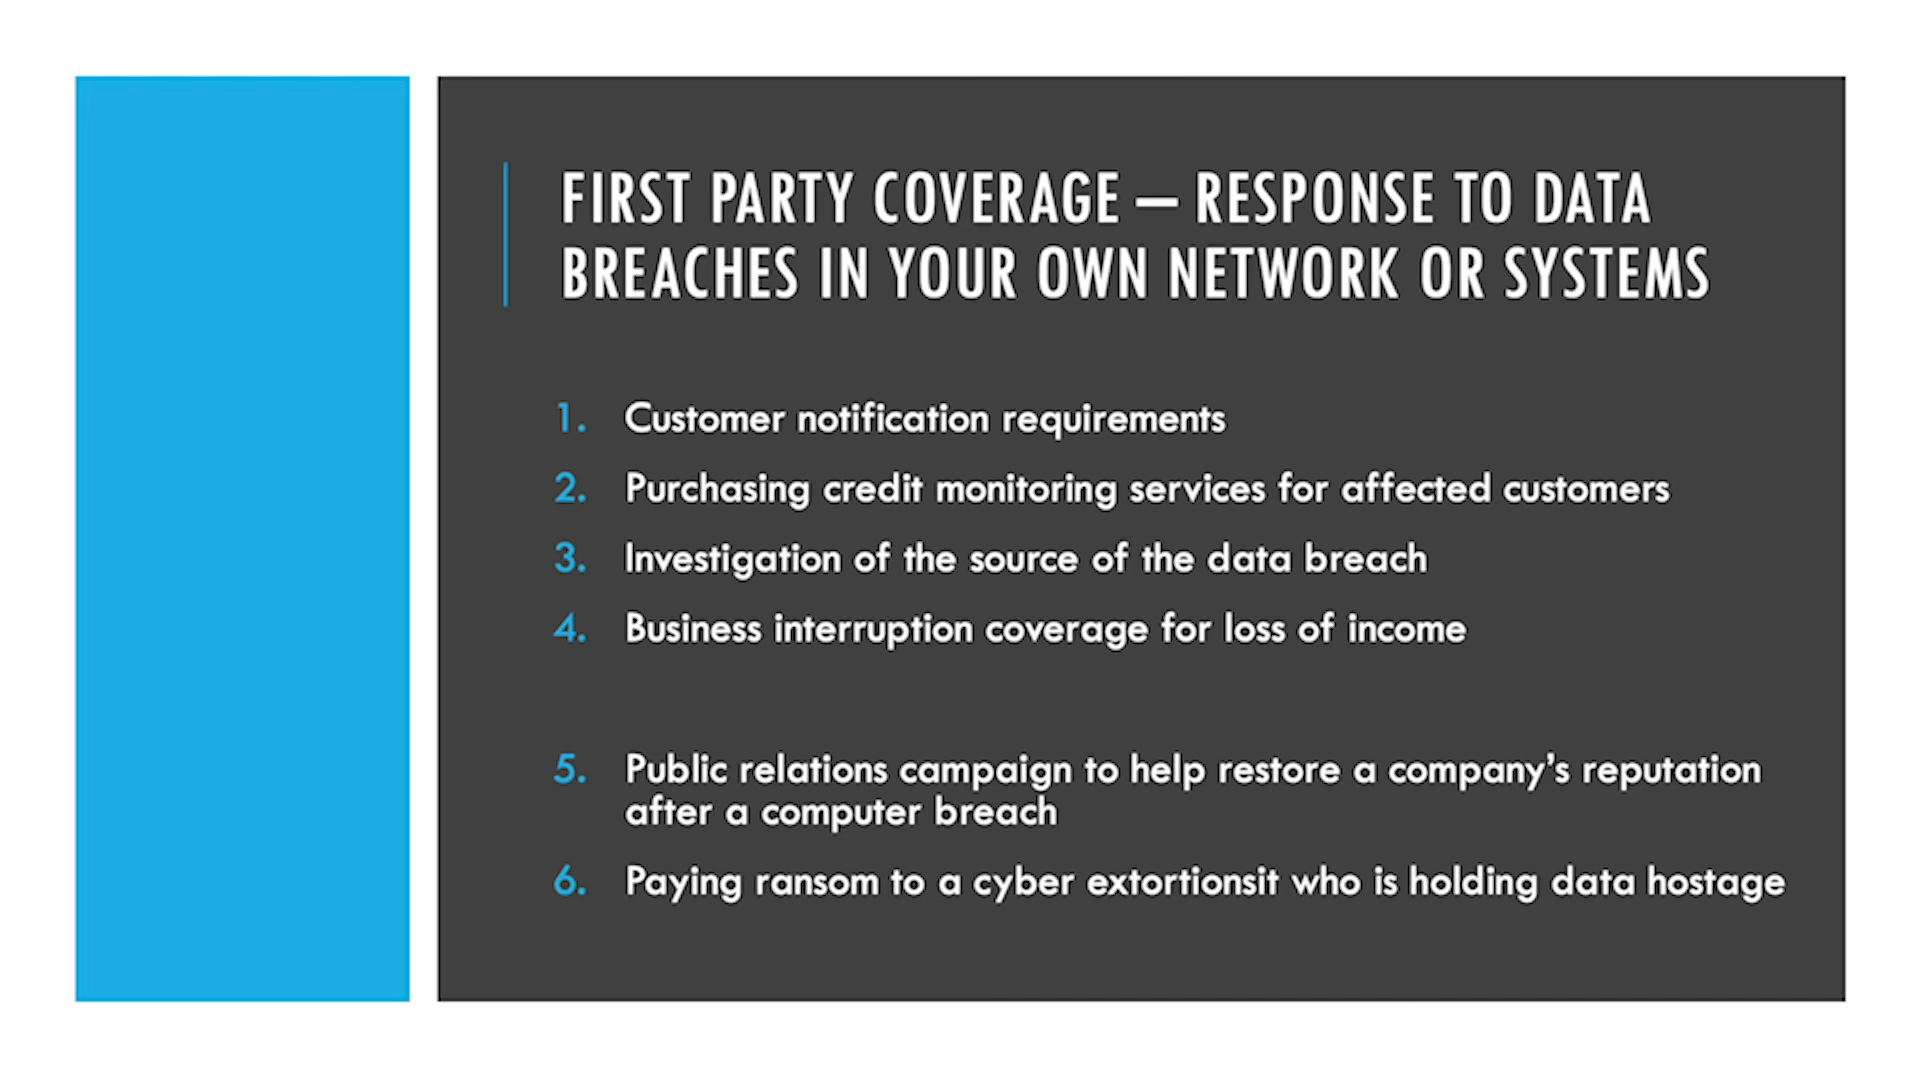 FIRST PARTY COVERAGE – RESPONSE TO DATA
BREACHES IN YOUR OWN NETWORK OR SYSTEMS
1. Customer notification requirements
2. Purchasing credit monitoring services for affected customers
3. Investigation of the source of the data breach
4. Business interruption coverage for loss of income
5. Public relations campaign to help restore a company’s reputation
after a computer breach
6. Paying ransom to a cyber extortionsit who is holding data hostage